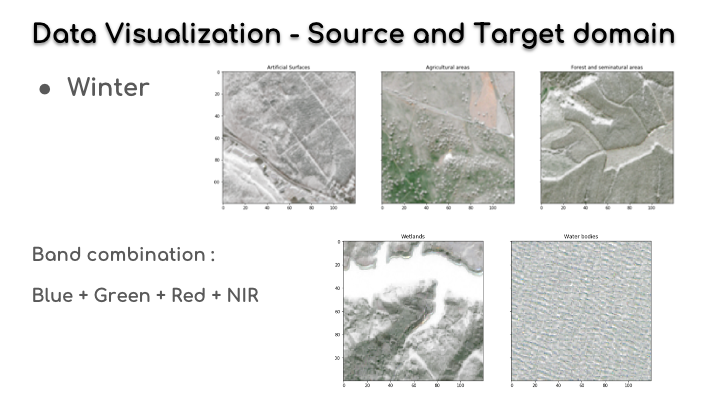 Data Visualization - Source and Target domain
● Winter
Artificial Surfaces
Agricultural areas
Forest and seminatural areas
0
20
40
60
80
100
0 20 40 60 80 100
0 20 40 60 80 100
0 20 40 60 80 100
Band combination :
Blue + Green + Red + NIR
Wetlands
Water bodies
0
20
40
60
80
100
0 20 40 60 80 100
0 20 40 60 80 100